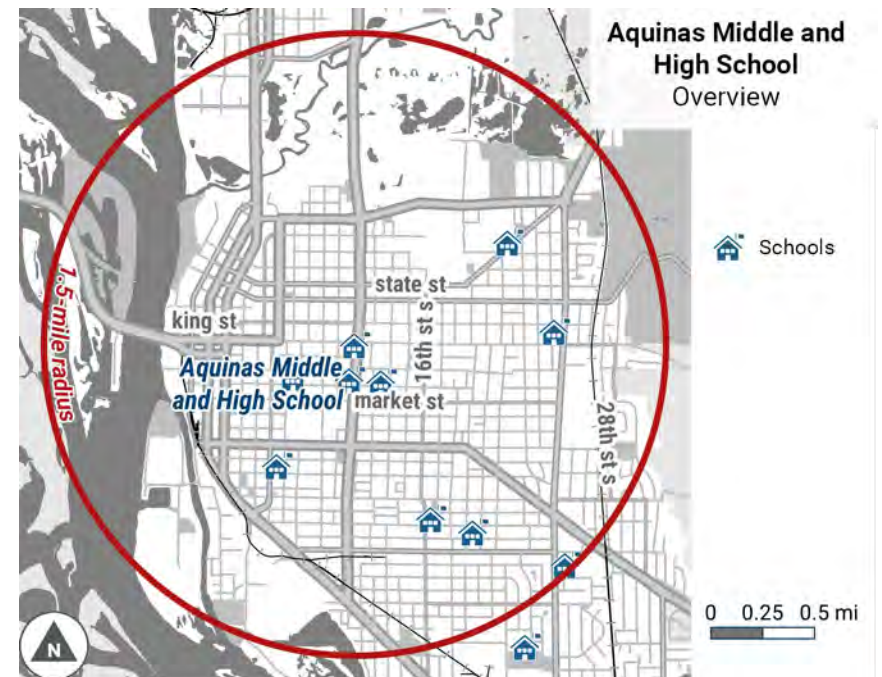 Aquinas Middle and
High School
Overview
Schools
state st
king st
16th st s
1.5-mile radius
Aquinas Middle
and High School
market st
28th st s
0 0.25 0.5 mi
N